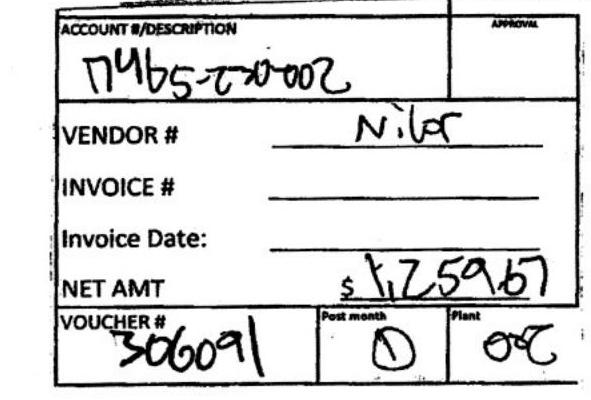 ACCOUNT #/DESCRIPTION APPROVAL
17465-230-002
VENDOR # Nilor
INVOICE #
Invoice Date:
NET AMT $ 1,259.67
VOUCHER # Post month Plant
306091 1 002